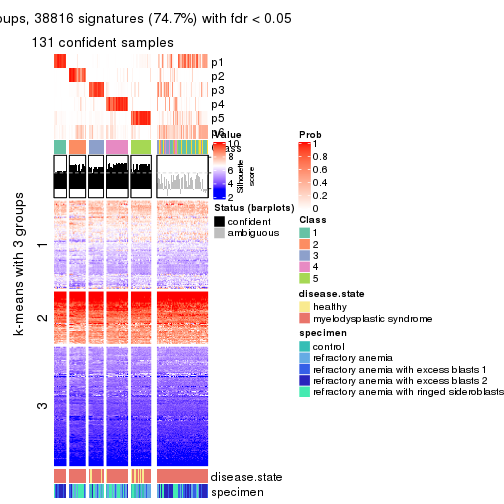 oups, 38816 signatures (74.7%) with fdr < 0.05
131 confident samples
p1
p2
p3
p4
p5
Value
10
8
6
4
2
Silhouette
score
Prob
1
0.8
0.6
0.4
0.2
0
Status (barplots)
confident
ambiguous
Class
1
2
3
4
5
disease.state
healthy
myelodysplastic syndrome
specimen
control
refractory anemia
refractory anemia with excess blasts 1
refractory anemia with excess blasts 2
refractory anemia with ringed sideroblasts
k-means with 3 groups
1
2
3
disease.state
specimen